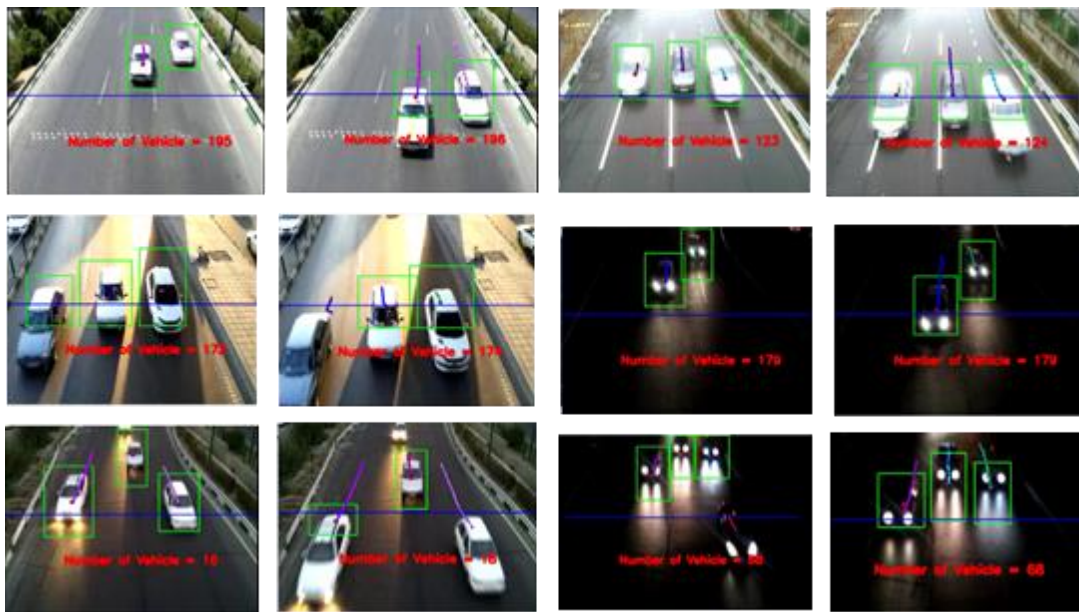 Number of Vehicle = 195
Number of Vehicle = 196
Number of Vehicle = 123
Number of Vehicle = 124
Number of Vehicle = 173
Number of Vehicle = 174
Number of Vehicle = 179
Number of Vehicle = 179
Number of Vehicle = 16
Number of Vehicle =
Number of Vehicle =
Number of Vehicle = 68